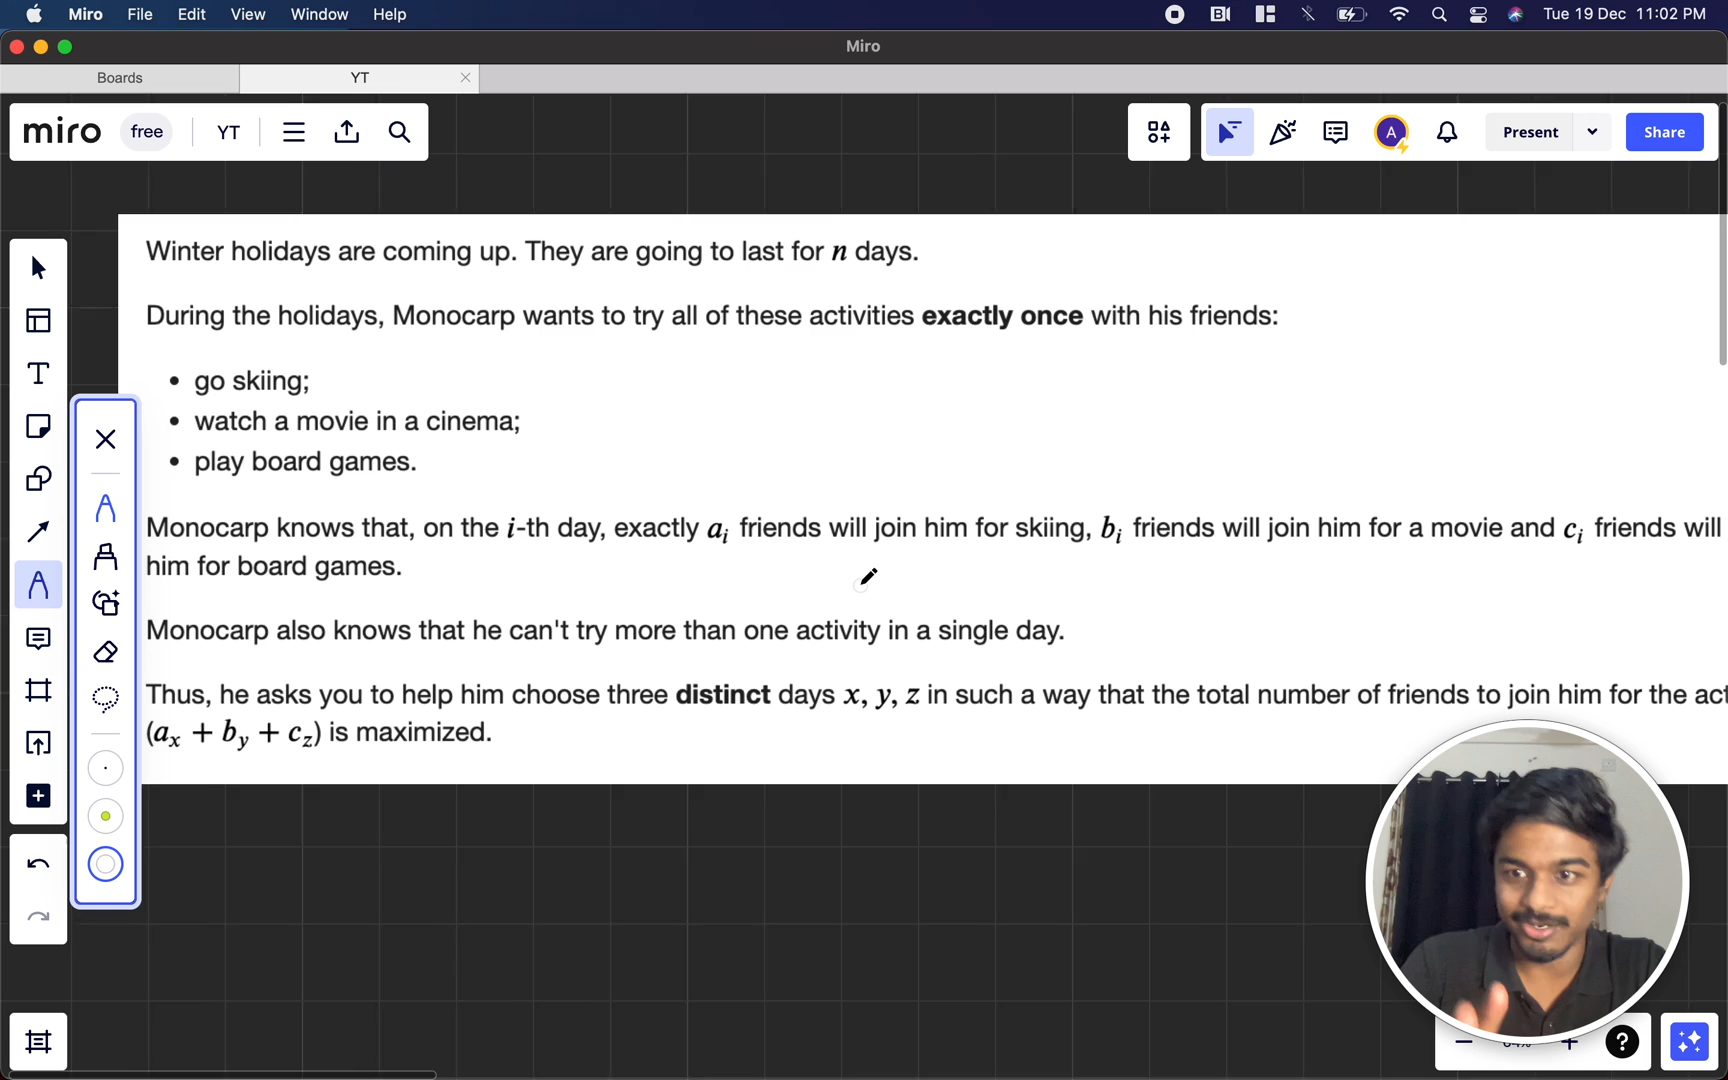 Miro File Edit View Window Help Tue 19 Dec 11:02 PM
Miro
Boards YT
miro free YT Present Share
Winter holidays are coming up. They are going to last for n days.
During the holidays, Monocarp wants to try all of these activities exactly once with his friends:
• go skiing;
• watch a movie in a cinema;
• play board games.
Monocarp knows that, on the i-th day, exactly aᵢ friends will join him for skiing, bᵢ friends will join him for a movie and cᵢ friends will
him for board games.
Monocarp also knows that he can't try more than one activity in a single day.
Thus, he asks you to help him choose three distinct days x, y, z in such a way that the total number of friends to join him for the act
(aₓ + b_y + c_z) is maximized.